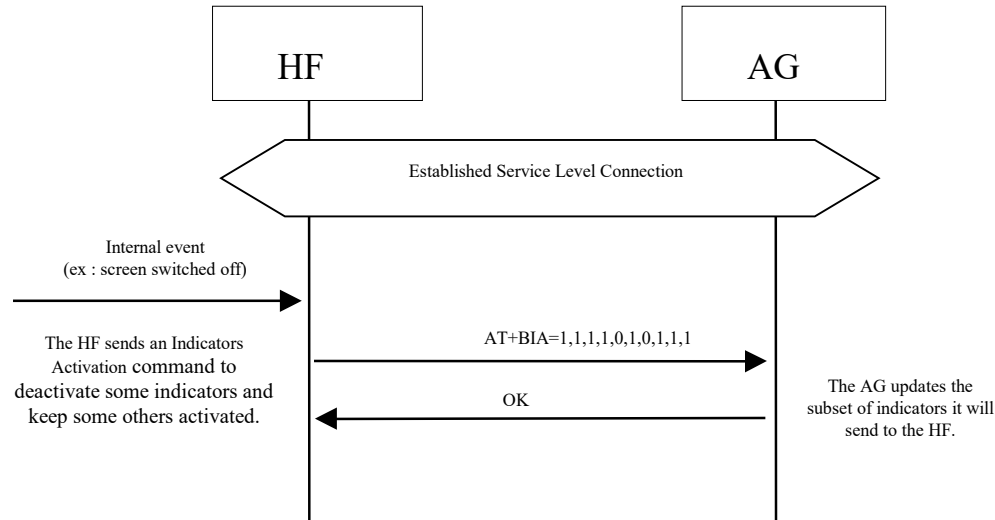 HF
AG
Established Service Level Connection
Internal event
(ex : screen switched off)
The HF sends an Indicators
Activation command to
deactivate some indicators and
keep some others activated.
AT+BIA=1,1,1,1,0,1,0,1,1,1
OK
The AG updates the
subset of indicators it will
send to the HF.